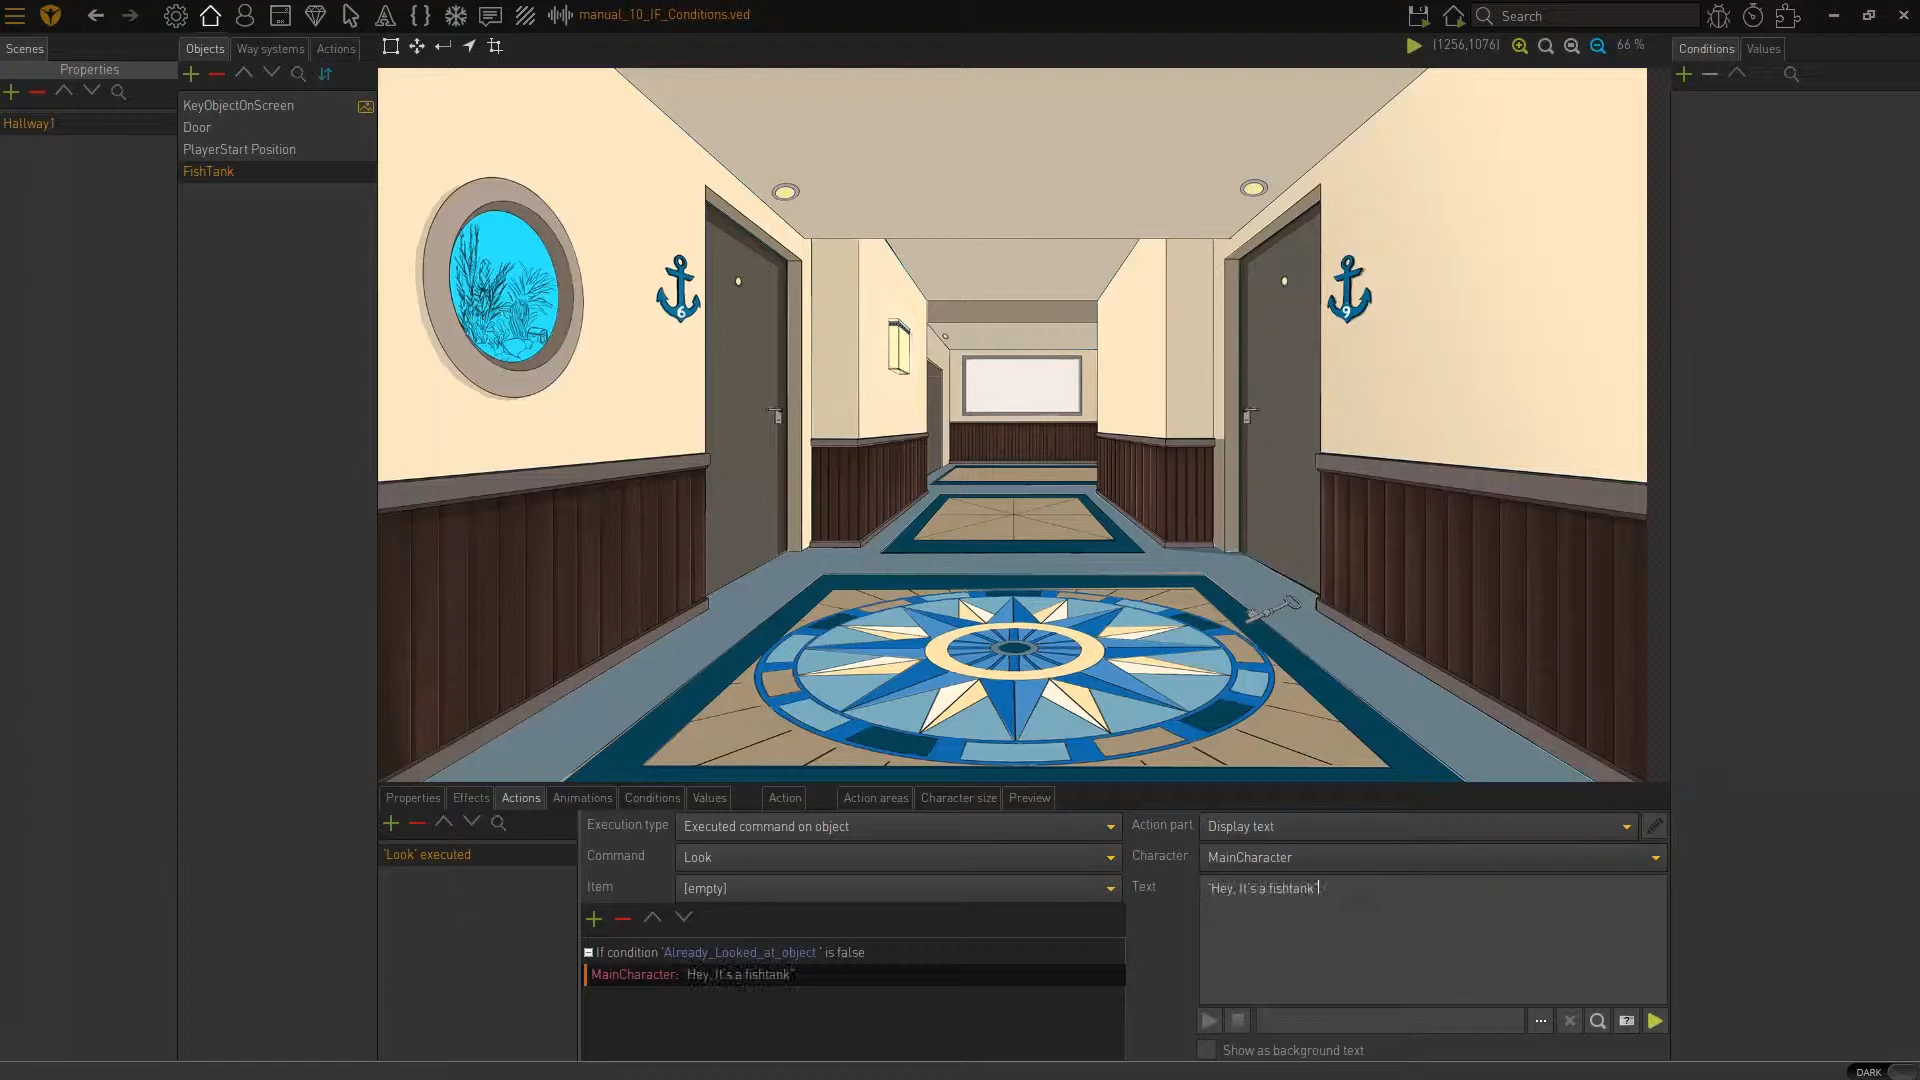 manual_10_IF_Conditions.ved
Search
Scenes
Objects
Way systems
Actions
(1256,1076)
66 %
Conditions
Values
Properties
KeyObjectOnScreen
Hallway1
Door
PlayerStart Position
FishTank
6
9
Properties
Effects
Actions
Animations
Conditions
Values
Action
Action areas
Character size
Preview
Execution type
Executed command on object
Action part
Display text
'Look' executed
Command
Look
Character
MainCharacter
Item
[empty]
Text
"Hey, It's a fishtank"
If condition 'Already_Looked_at_object ' is false
MainCharacter: "Hey, It's a fishtank"
Show as background text
DARK